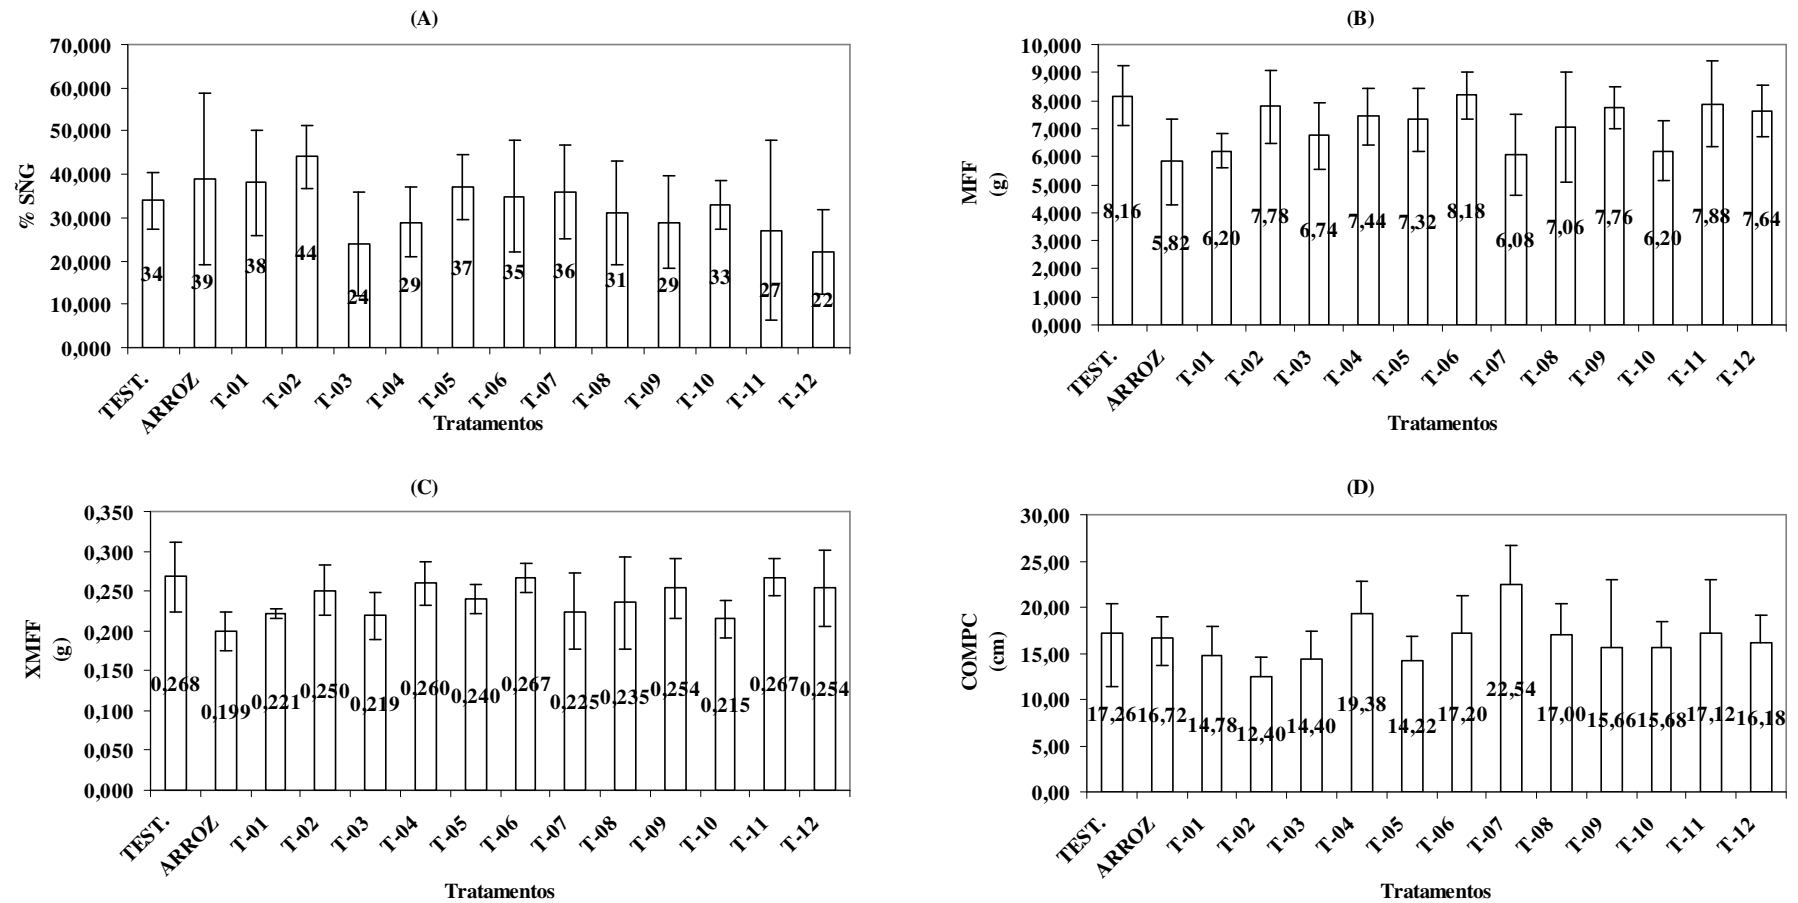 (A)
70,000
60,000
50,000
40,000
30,000
20,000
10,000
0,000
% SÑG
34
39
38
44
24
29
37
35
36
31
29
33
27
22
TEST.
ARROZ
T-01
T-02
T-03
T-04
T-05
T-06
T-07
T-08
T-09
T-10
T-11
T-12
Tratamentos
(B)
10,000
9,000
8,000
7,000
6,000
5,000
4,000
3,000
2,000
1,000
0,000
MFF
(g)
8,16
5,82
6,20
7,78
6,74
7,44
7,32
8,18
6,08
7,06
7,76
6,20
7,88
7,64
TEST.
ARROZ
T-01
T-02
T-03
T-04
T-05
T-06
T-07
T-08
T-09
T-10
T-11
T-12
Tratamentos
(C)
0,350
0,300
0,250
0,200
0,150
0,100
0,050
0,000
XMFF
(g)
0,268
0,199
0,221
0,250
0,219
0,260
0,240
0,267
0,225
0,235
0,254
0,215
0,267
0,254
TEST.
ARROZ
T-01
T-02
T-03
T-04
T-05
T-06
T-07
T-08
T-09
T-10
T-11
T-12
Tratamentos
(D)
30,00
25,00
20,00
15,00
10,00
5,00
0,00
COMPC
(cm)
17,26
16,72
14,78
12,40
14,40
19,38
14,22
17,20
22,54
17,00
15,66
15,68
17,12
16,18
TEST.
ARROZ
T-01
T-02
T-03
T-04
T-05
T-06
T-07
T-08
T-09
T-10
T-11
T-12
Tratamentos